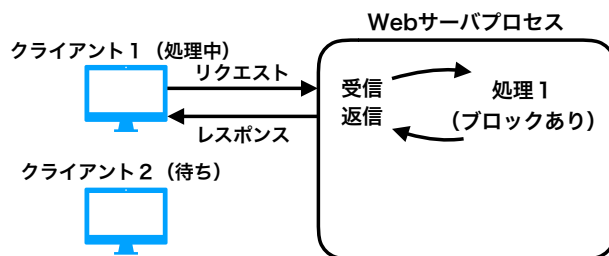 Webサーバプロセス
クライアント１（処理中）
リクエスト
受信
返信
処理１
（ブロックあり）
レスポンス
クライアント２（待ち）